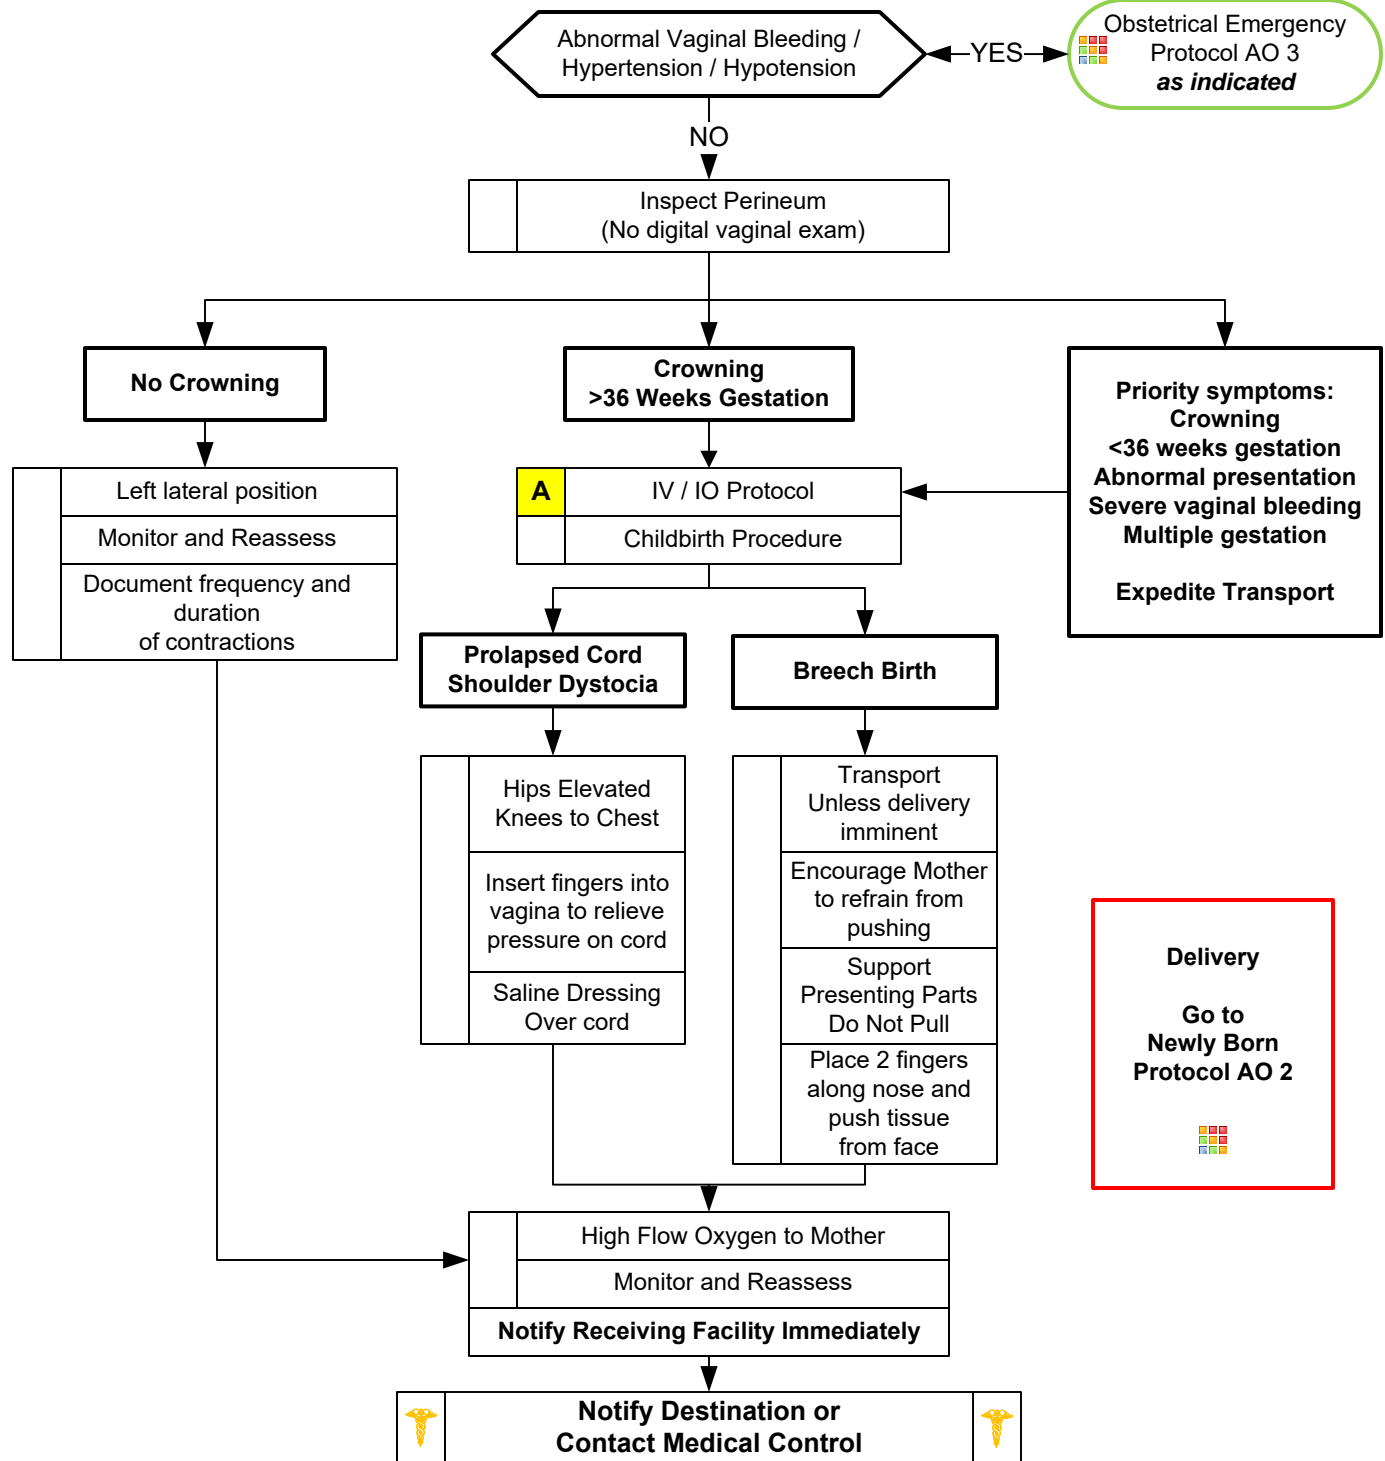 Abnormal Vaginal Bleeding /
Hypertension / Hypotension
YES
Obstetrical Emergency
Protocol AO 3
as indicated
NO
Inspect Perineum
(No digital vaginal exam)
No Crowning
Crowning
>36 Weeks Gestation
Priority symptoms:
Crowning
<36 weeks gestation
Abnormal presentation
Severe vaginal bleeding
Multiple gestation
Expedite Transport
Left lateral position
Monitor and Reassess
Document frequency and
duration
of contractions
A
IV / IO Protocol
Childbirth Procedure
Prolapsed Cord
Shoulder Dystocia
Breech Birth
Hips Elevated
Knees to Chest
Insert fingers into
vagina to relieve
pressure on cord
Saline Dressing
Over cord
Transport
Unless delivery
imminent
Encourage Mother
to refrain from
pushing
Support
Presenting Parts
Do Not Pull
Place 2 fingers
along nose and
push tissue
from face
Delivery
Go to
Newly Born
Protocol AO 2
High Flow Oxygen to Mother
Monitor and Reassess
Notify Receiving Facility Immediately
Notify Destination or
Contact Medical Control